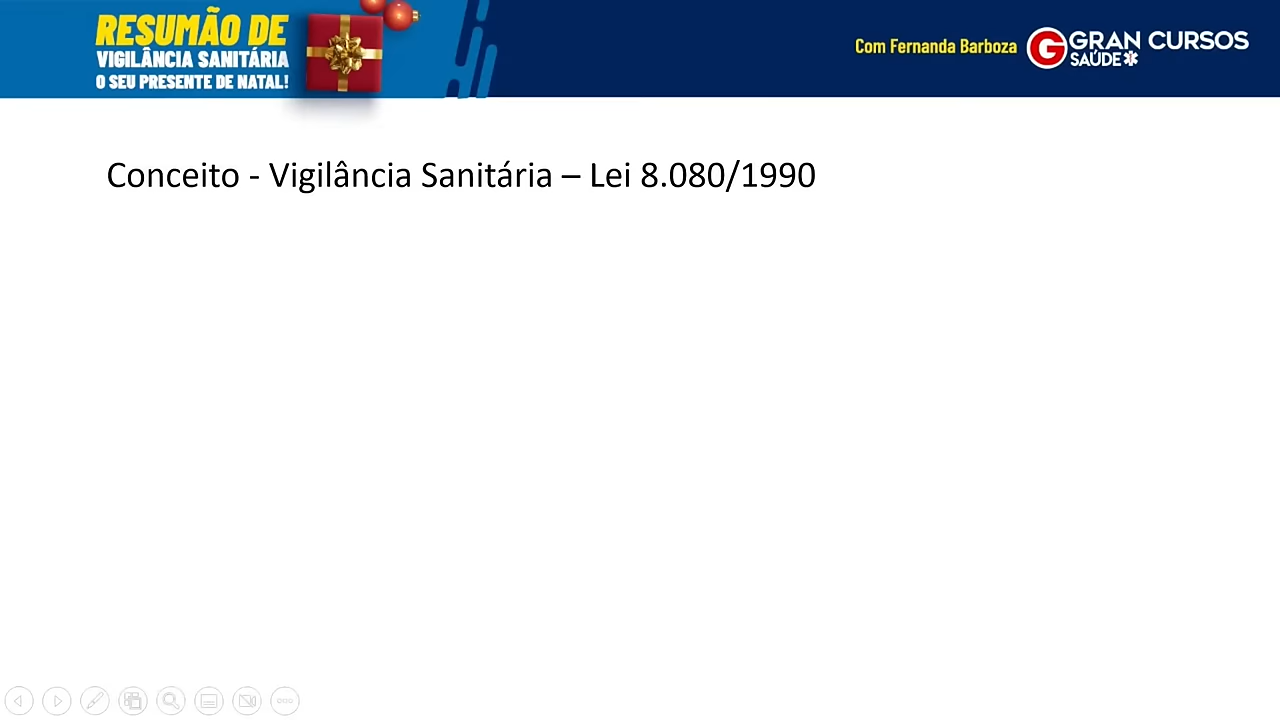 RESUMÃO DE
VIGILÂNCIA SANITÁRIA
O SEU PRESENTE DE NATAL!
Com Fernanda Barboza
GRAN CURSOS
SAÚDE
Conceito - Vigilância Sanitária – Lei 8.080/1990